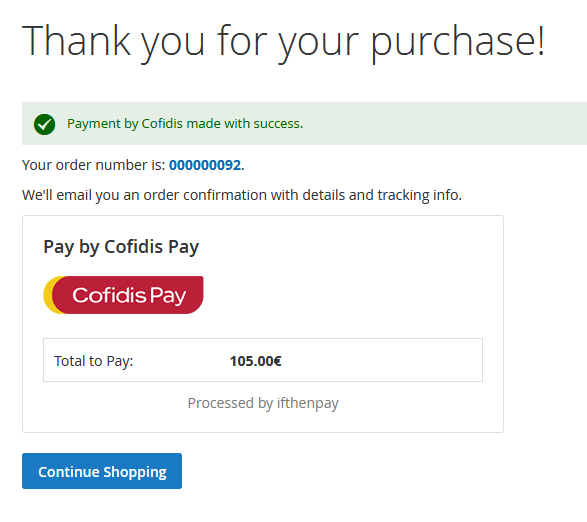 Thank you for your purchase!
Payment by Cofidis made with success.
Your order number is: 000000092.
We'll email you an order confirmation with details and tracking info.
Pay by Cofidis Pay
Cofidis Pay
Total to Pay: 105.00€
Processed by ifthenpay
Continue Shopping